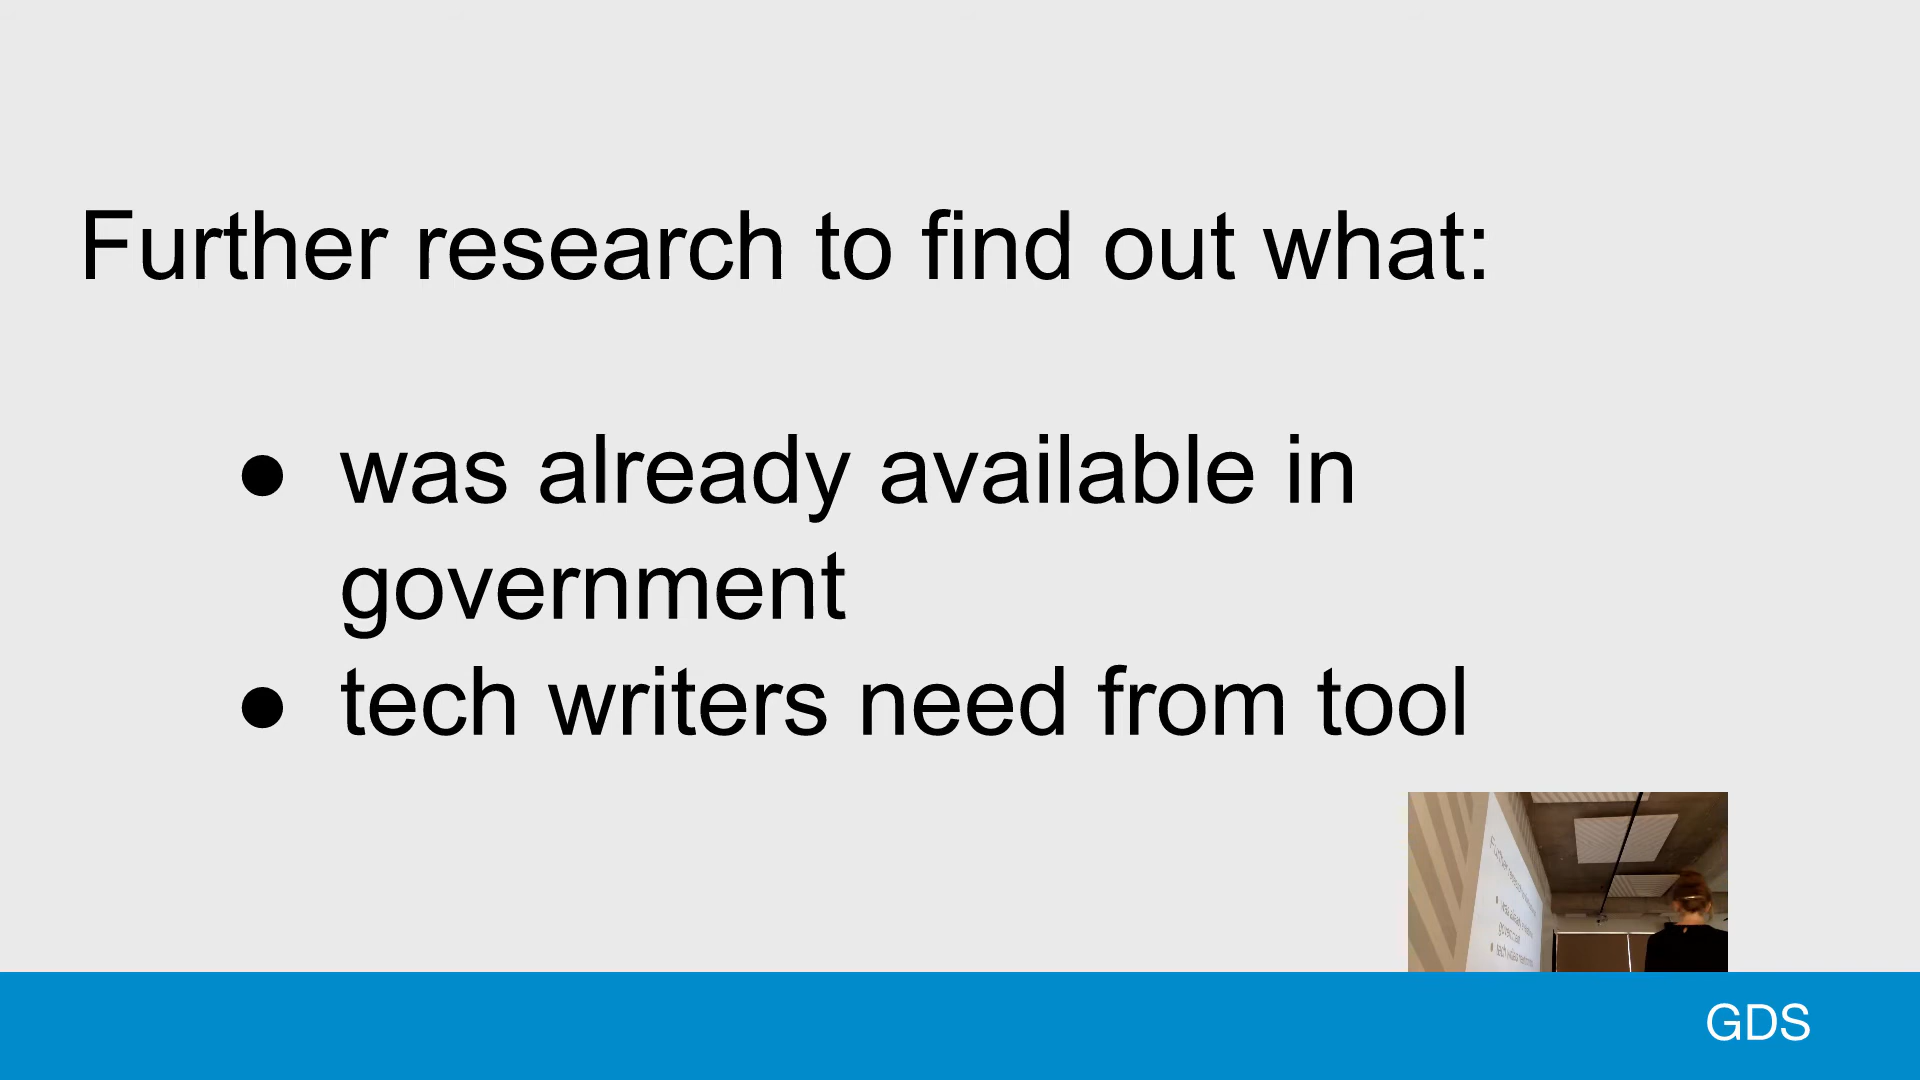 Further research to find out what:
● was already available in
government
● tech writers need from tool
GDS